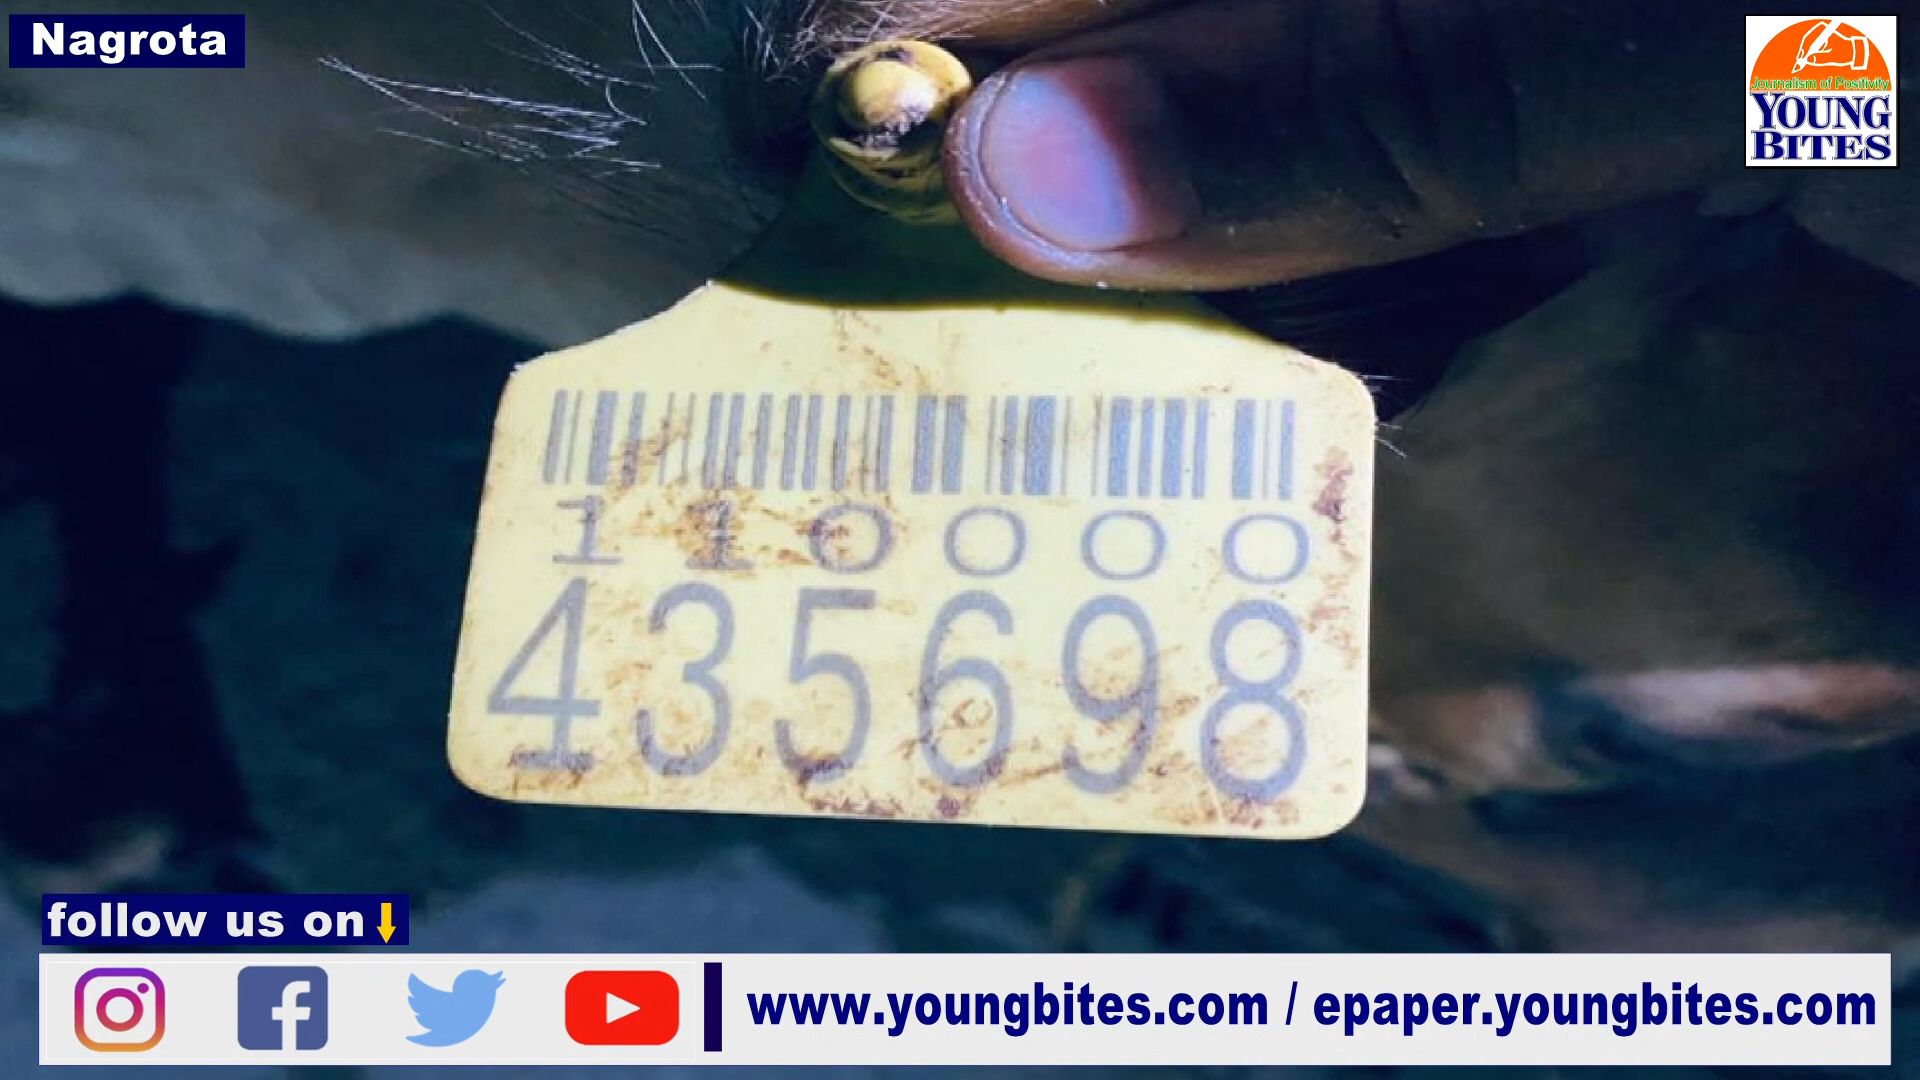 Nagrota
Journalism of Positivity
YOUNG
BITES
110000
435698
follow us on
www.youngbites.com / epaper.youngbites.com